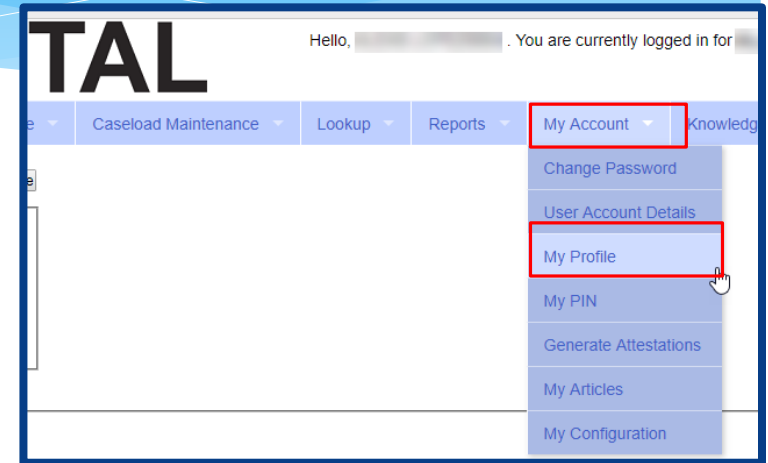 TAL
Hello, . You are currently logged in for
e Caseload Maintenance Lookup Reports My Account Knowledg
e
Change Password
User Account Details
My Profile
My PIN
Generate Attestations
My Articles
My Configuration